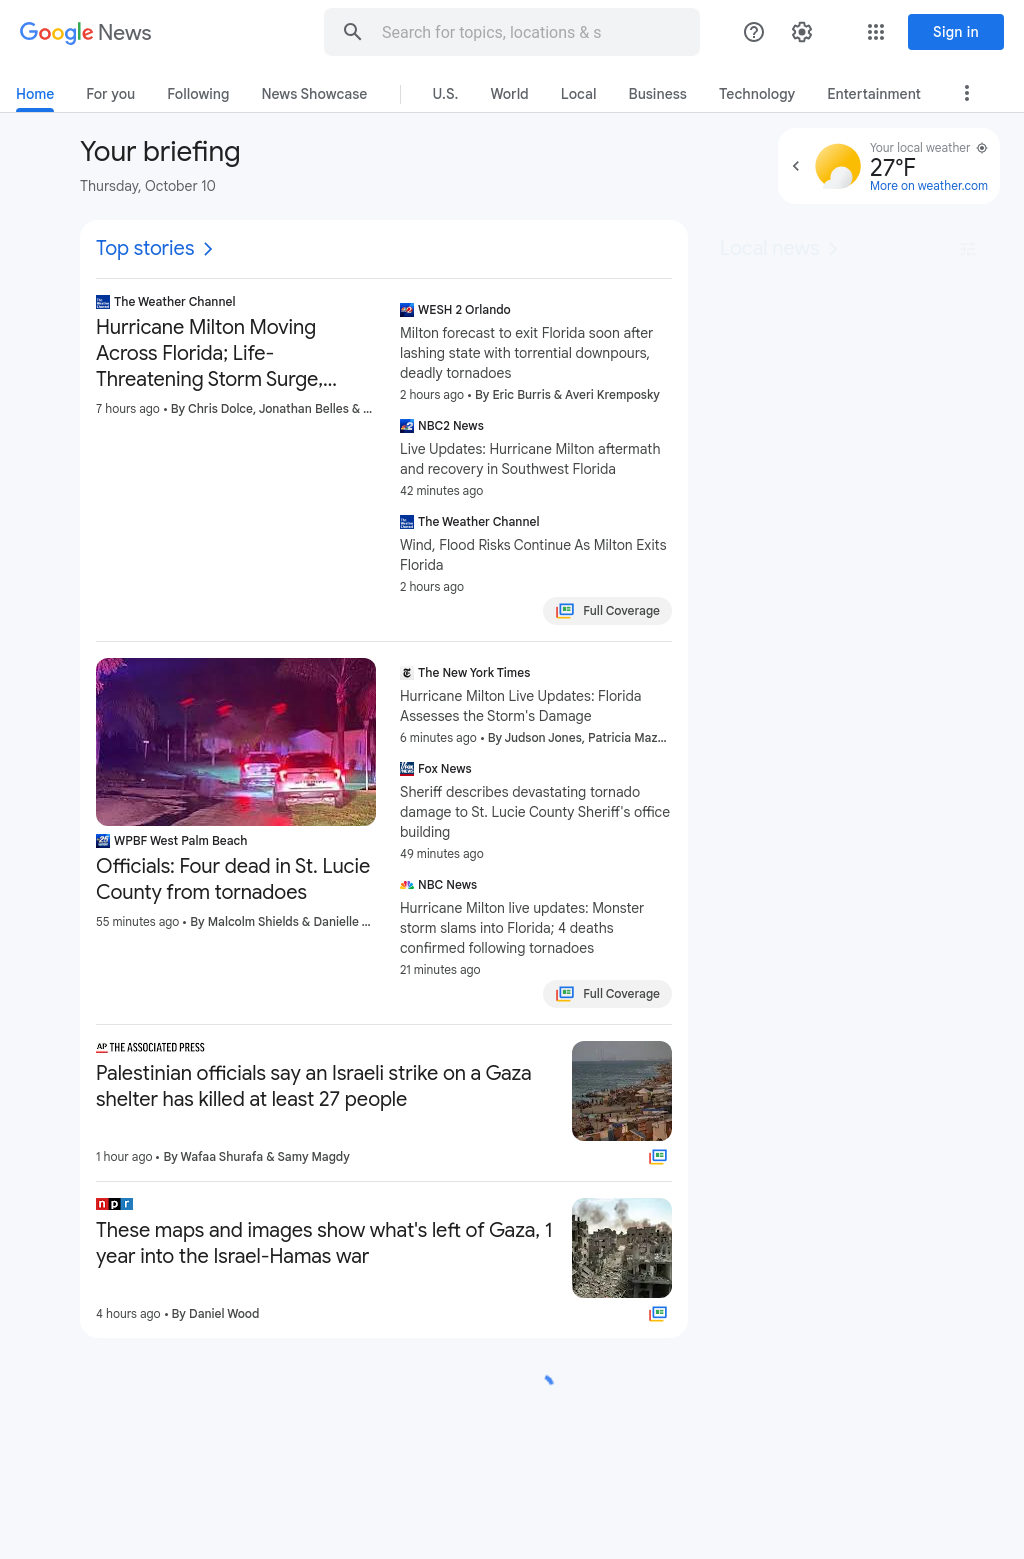 Google News
Search for topics, locations & s
Sign in
Home
For you
Following
News Showcase
U.S.
World
Local
Business
Technology
Entertainment
Your briefing
Thursday, October 10
Your local weather
27°F
More on weather.com
Top stories
Local news
The Weather Channel
Hurricane Milton Moving
Across Florida; Life-
Threatening Storm Surge,...
7 hours ago • By Chris Dolce, Jonathan Belles & ...
WESH 2 Orlando
Milton forecast to exit Florida soon after
lashing state with torrential downpours,
deadly tornadoes
2 hours ago • By Eric Burris & Averi Kremposky
NBC2 News
Live Updates: Hurricane Milton aftermath
and recovery in Southwest Florida
42 minutes ago
The Weather Channel
Wind, Flood Risks Continue As Milton Exits
Florida
2 hours ago
Full Coverage
WPBF West Palm Beach
Officials: Four dead in St. Lucie
County from tornadoes
55 minutes ago • By Malcolm Shields & Danielle ...
The New York Times
Hurricane Milton Live Updates: Florida
Assesses the Storm's Damage
6 minutes ago • By Judson Jones, Patricia Maz...
Fox News
Sheriff describes devastating tornado
damage to St. Lucie County Sheriff's office
building
49 minutes ago
NBC News
Hurricane Milton live updates: Monster
storm slams into Florida; 4 deaths
confirmed following tornadoes
21 minutes ago
Full Coverage
AP THE ASSOCIATED PRESS
Palestinian officials say an Israeli strike on a Gaza
shelter has killed at least 27 people
1 hour ago • By Wafaa Shurafa & Samy Magdy
npr
These maps and images show what's left of Gaza, 1
year into the Israel-Hamas war
4 hours ago • By Daniel Wood